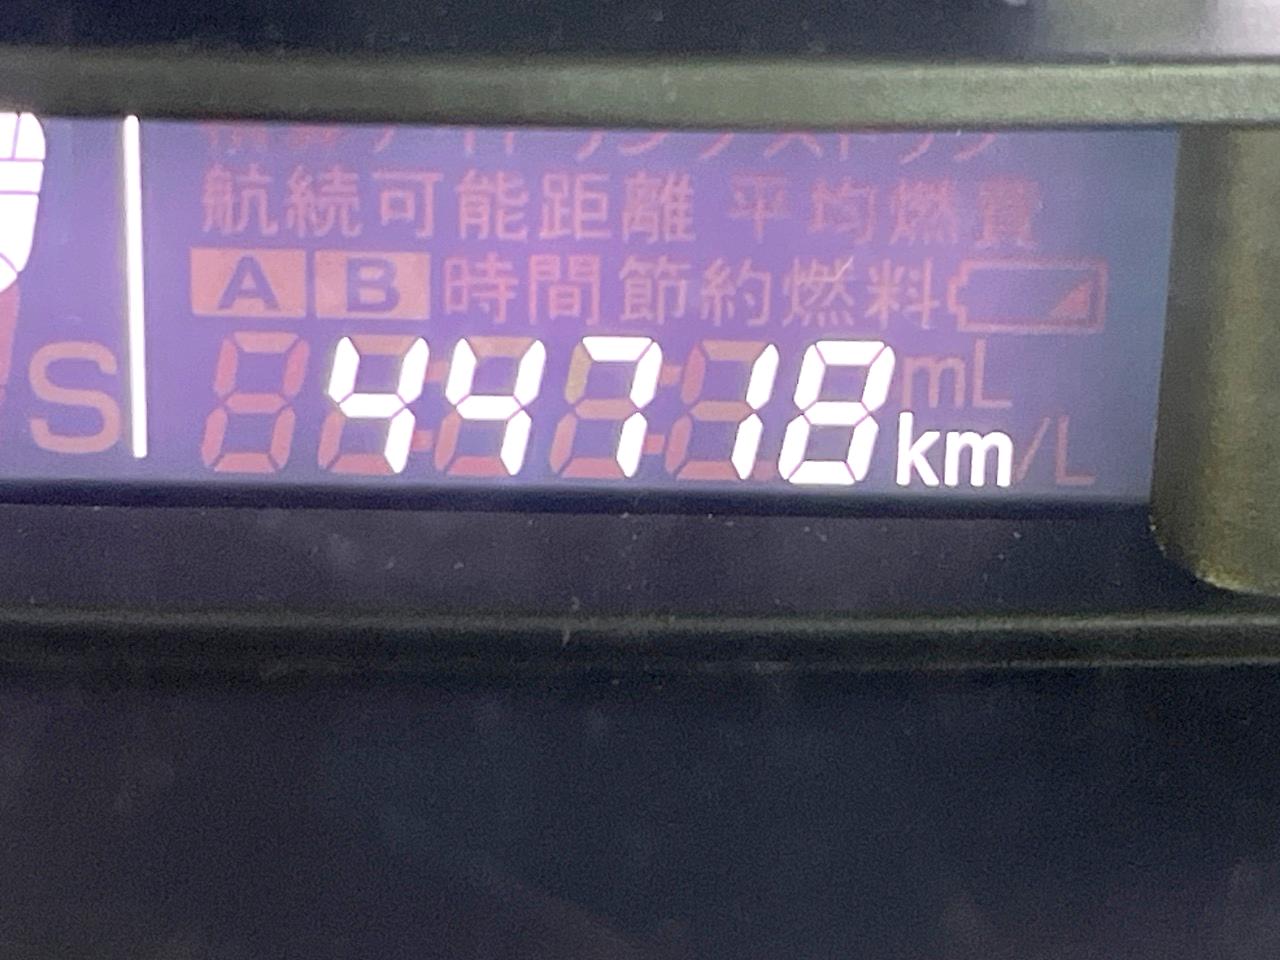 航続可能距離 平均燃費
A B 時間節約燃料
S 44718 km mL /L